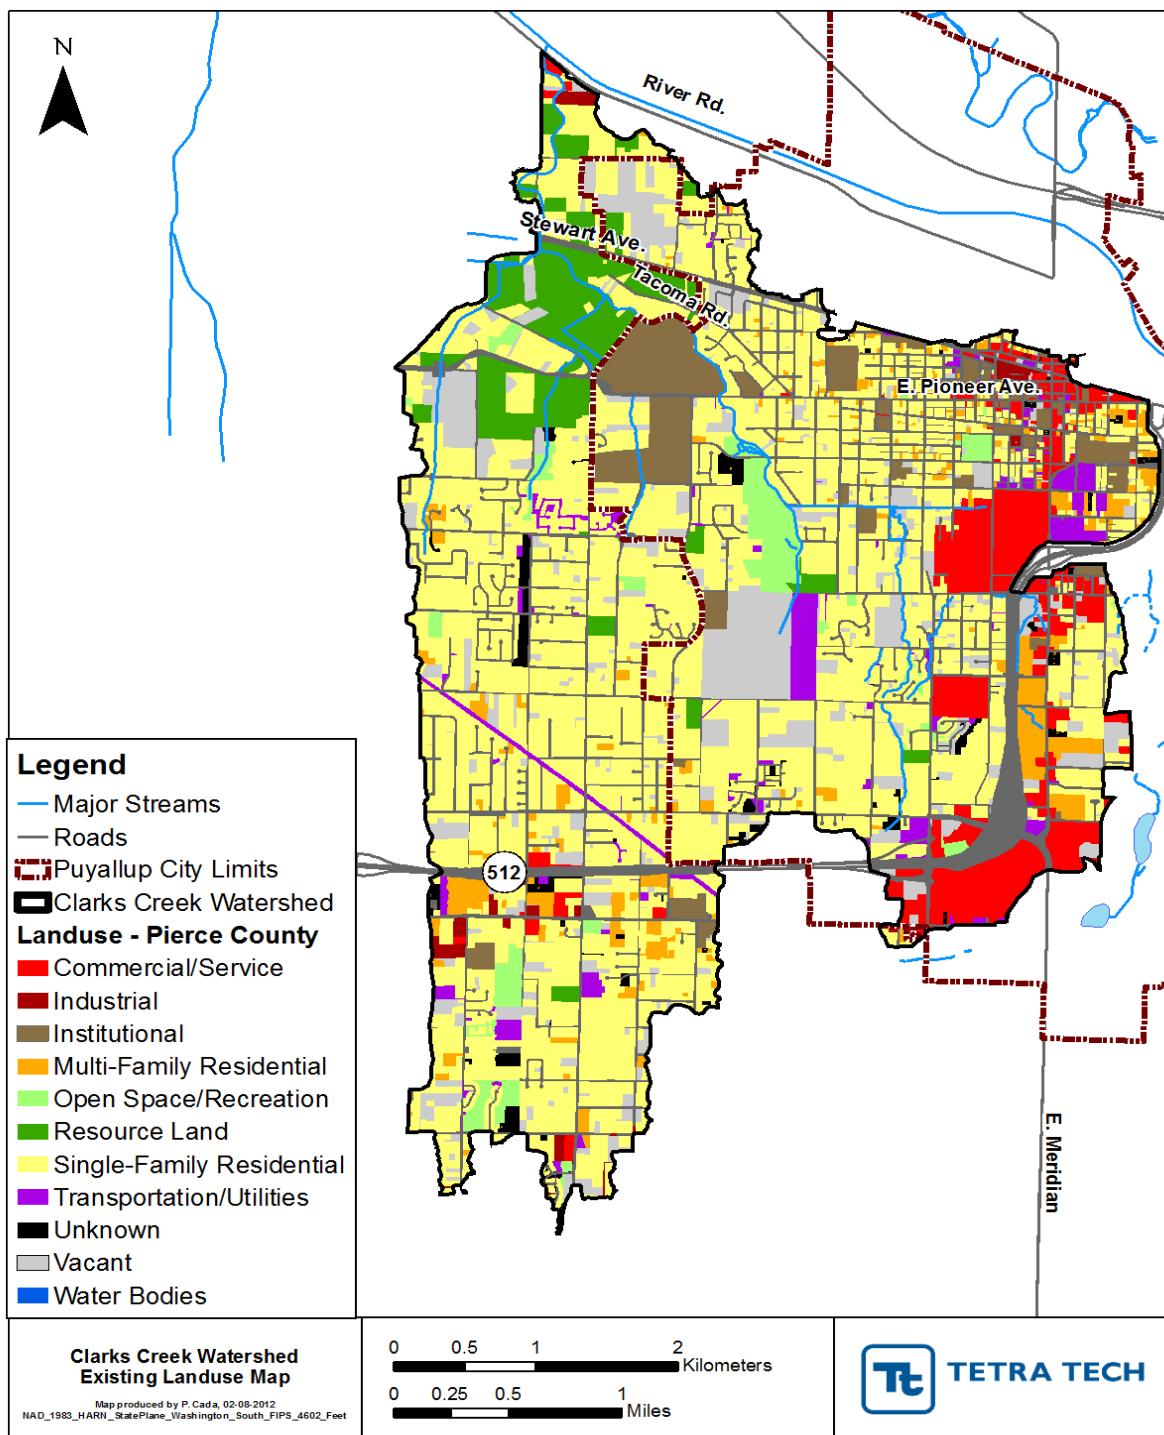 N
River Rd.
Stewart Ave.
Tacoma Rd.
E. Pioneer Ave.
512
E. Meridian
Legend
Major Streams
Roads
Puyallup City Limits
Clarks Creek Watershed
Landuse - Pierce County
Commercial/Service
Industrial
Institutional
Multi-Family Residential
Open Space/Recreation
Resource Land
Single-Family Residential
Transportation/Utilities
Unknown
Vacant
Water Bodies
Clarks Creek Watershed
Existing Landuse Map
Map produced by P. Cada, 02-08-2012
NAD_1983_HARN_StatePlane_Washington_South_FIPS_4602_Feet
0 0.5 1 2
Kilometers
0 0.25 0.5 1
Miles
Tt TETRA TECH